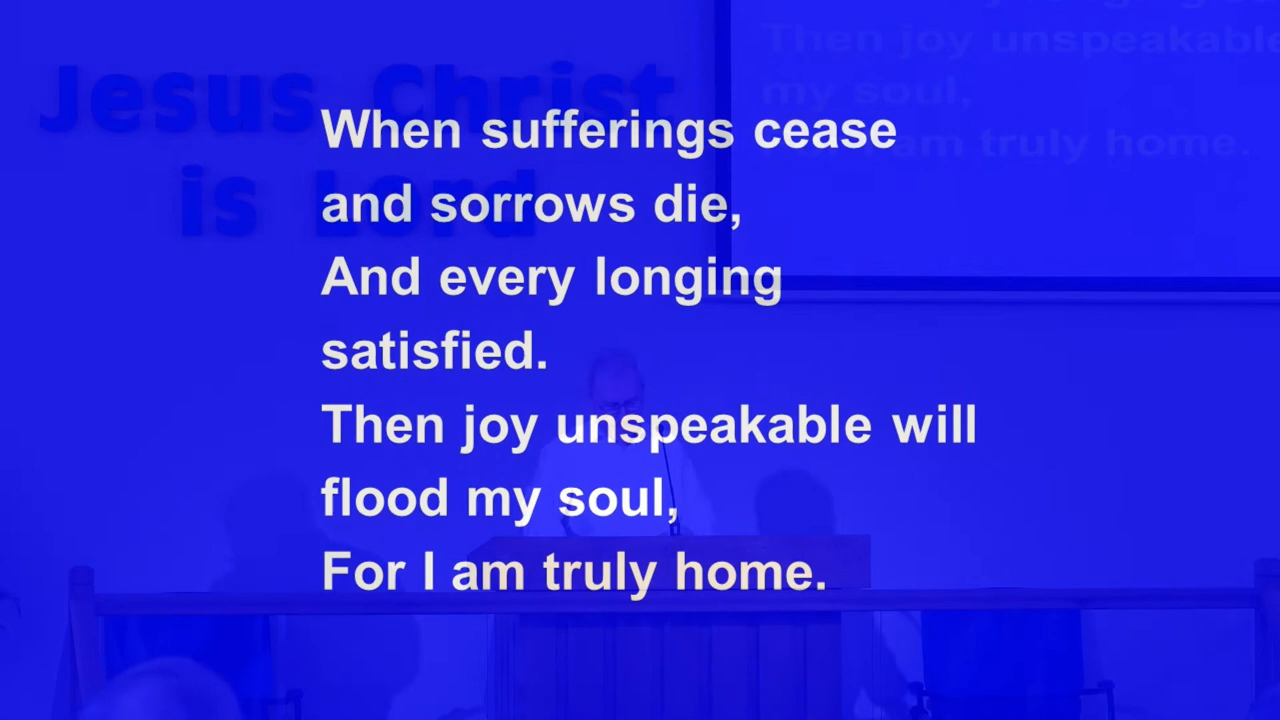 Jesus Christ
is Lord
Then joy unspeakable
my soul,
For I am truly home.
When sufferings cease
and sorrows die,
And every longing
satisfied.
Then joy unspeakable will
flood my soul,
For I am truly home.